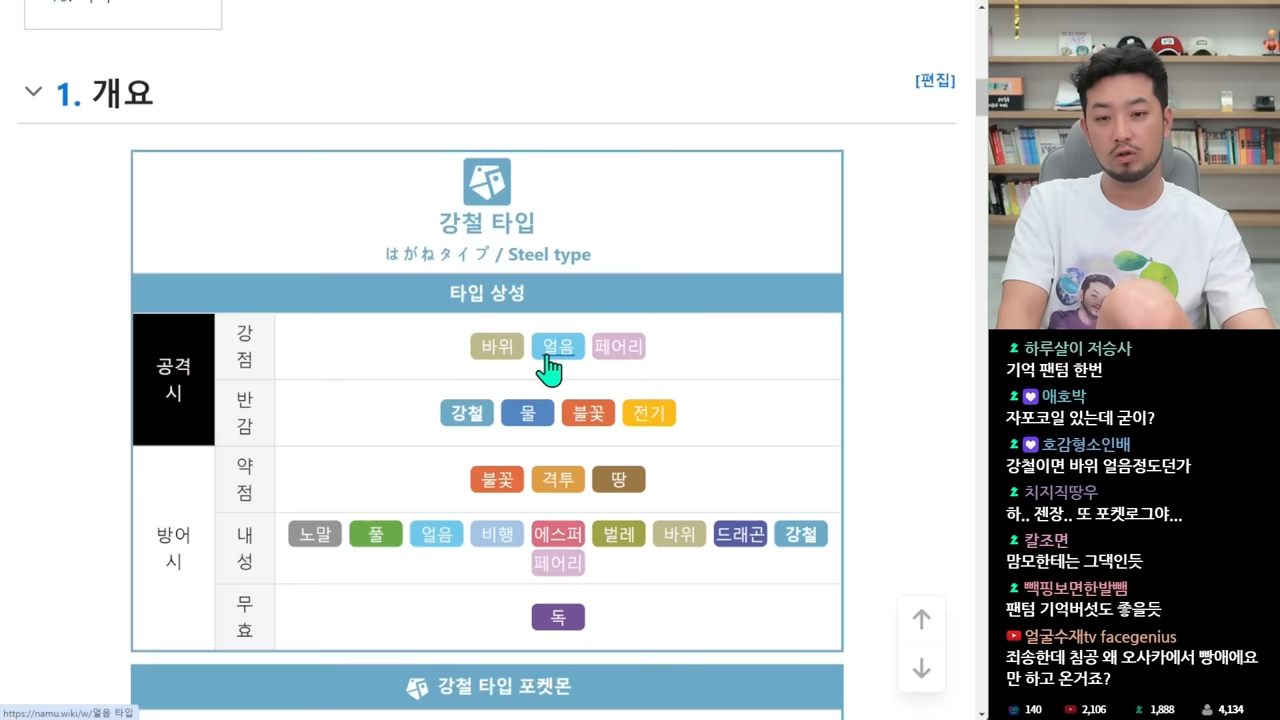 1. 개요
[편집]
강철 타입
はがねタイプ / Steel type
타입 상성
공격
시
강
점
바위 얼음 페어리
반
감
강철 물 불꽃 전기
방어
시
약
점
불꽃 격투 땅
내
성
노말 풀 얼음 비행 에스퍼 벌레 바위 드래곤 강철
페어리
무
효
독
강철 타입 포켓몬
https://namu.wiki/w/얼음 타입
하루살이 저승사
기억 팬텀 한번
애호박
자포코일 있는데 굳이?
호감형소인배
강철이면 바위 얼음정도던가
치지직땅우
하.. 젠장.. 또 포켓로그야...
칼조면
맘모한테는 그댁인듯
빽핑보면한발뺌
팬텀 기억버섯도 좋을듯
얼굴수재tv facegenius
죄송한데 침공 왜 오사카에서 빵애에요
만 하고 온거죠?
140 2,106 1,888 4,134